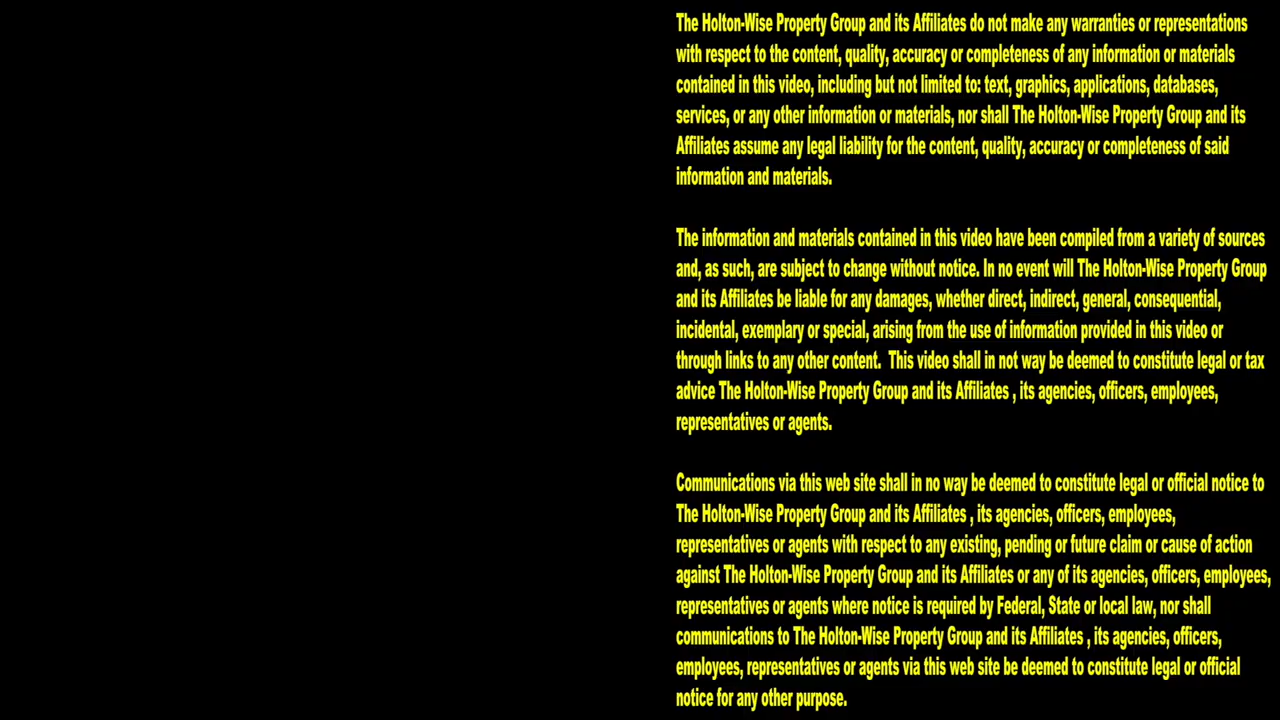 The Holton-Wise Property Group and its Affiliates do not make any warranties or representations
with respect to the content, quality, accuracy or completeness of any information or materials
contained in this video, including but not limited to: text, graphics, applications, databases,
services, or any other information or materials, nor shall The Holton-Wise Property Group and its
Affiliates assume any legal liability for the content, quality, accuracy or completeness of said
information and materials.
The information and materials contained in this video have been compiled from a variety of sources
and, as such, are subject to change without notice. In no event will The Holton-Wise Property Group
and its Affiliates be liable for any damages, whether direct, indirect, general, consequential,
incidental, exemplary or special, arising from the use of information provided in this video or
through links to any other content.  This video shall in not way be deemed to constitute legal or tax
advice The Holton-Wise Property Group and its Affiliates , its agencies, officers, employees,
representatives or agents.
Communications via this web site shall in no way be deemed to constitute legal or official notice to
The Holton-Wise Property Group and its Affiliates , its agencies, officers, employees,
representatives or agents with respect to any existing, pending or future claim or cause of action
against The Holton-Wise Property Group and its Affiliates or any of its agencies, officers, employees,
representatives or agents where notice is required by Federal, State or local law, nor shall
communications to The Holton-Wise Property Group and its Affiliates , its agencies, officers,
employees, representatives or agents via this web site be deemed to constitute legal or official
notice for any other purpose.